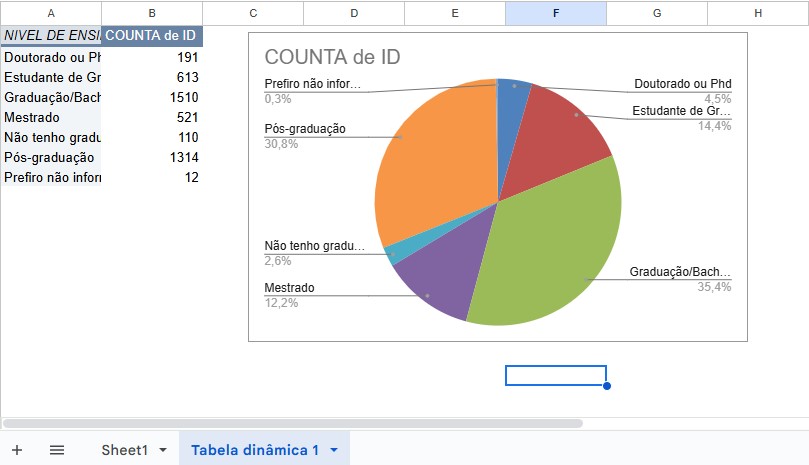 A B C D E F G H
NIVEL DE ENSI COUNTA de ID
Doutorado ou Ph 191
Estudante de Gr 613
Graduação/Bach 1510
Mestrado 521
Não tenho gradu 110
Pós-graduação 1314
Prefiro não infor 12
COUNTA de ID
Prefiro não infor…
0,3%
Doutorado ou Phd
4,5%
Estudante de Gr…
14,4%
Pós-graduação
30,8%
Não tenho gradu…
2,6%
Graduação/Bach…
35,4%
Mestrado
12,2%
Sheet1 Tabela dinâmica 1